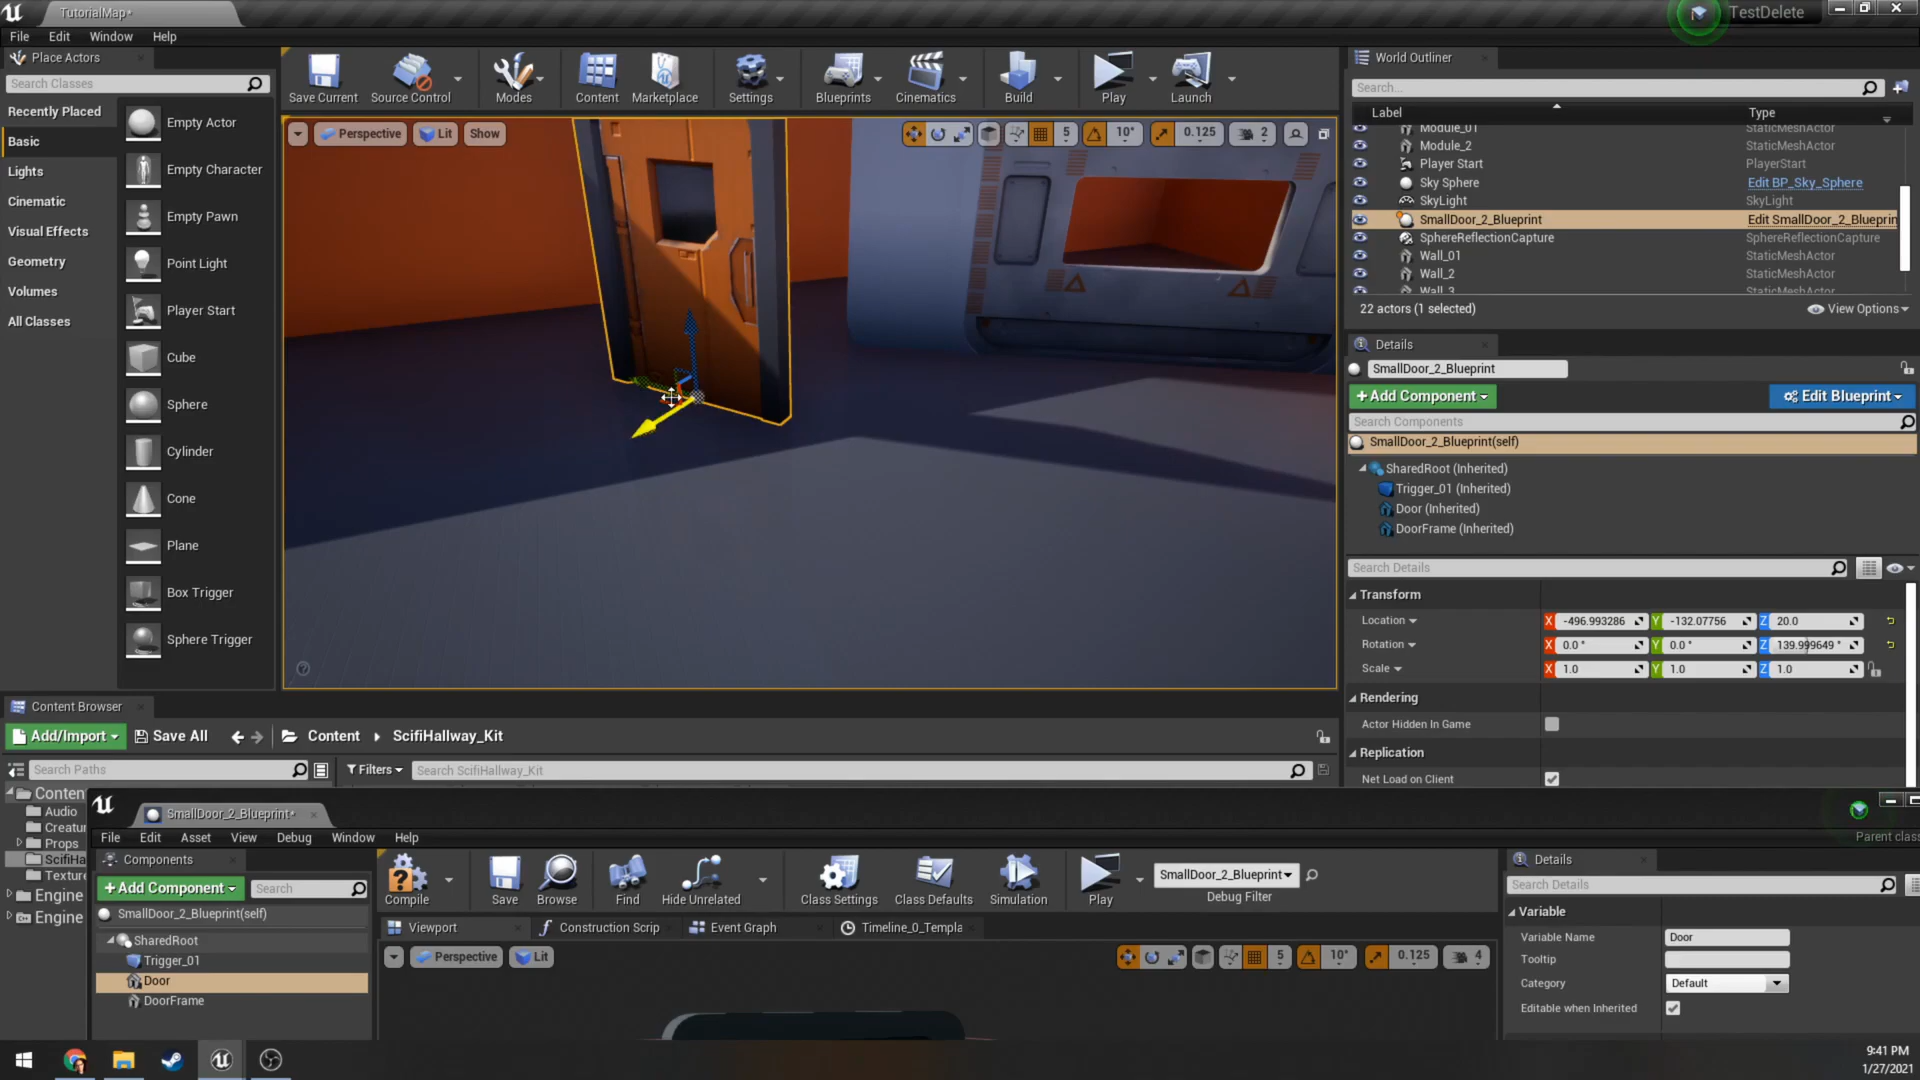 TutorialMap*
TestDelete
File Edit Window Help
Place Actors
Search Classes
Recently Placed
Basic
Lights
Cinematic
Visual Effects
Geometry
Volumes
All Classes
Empty Actor
Empty Character
Empty Pawn
Point Light
Player Start
Cube
Sphere
Cylinder
Cone
Plane
Box Trigger
Sphere Trigger
Save Current Source Control Modes Content Marketplace Settings Blueprints Cinematics Build Play Launch
Perspective Lit Show 5 10° 0.125 2
World Outliner
Search...
Label Type
Module_01 StaticMeshActor
Module_2 StaticMeshActor
Player Start PlayerStart
Sky Sphere Edit BP_Sky_Sphere
SkyLight SkyLight
SmallDoor_2_Blueprint Edit SmallDoor_2_Blueprin
SphereReflectionCapture SphereReflectionCapture
Wall_01 StaticMeshActor
Wall_2 StaticMeshActor
Wall_3 StaticMeshActor
22 actors (1 selected) View Options
Details
SmallDoor_2_Blueprint
+Add Component Edit Blueprint
Search Components
SmallDoor_2_Blueprint(self)
SharedRoot (Inherited)
Trigger_01 (Inherited)
Door (Inherited)
DoorFrame (Inherited)
Search Details
Transform
Location X -496.993286 Y -132.07756 Z 20.0
Rotation X 0.0 ° Y 0.0 ° Z 139.999649 °
Scale X 1.0 Y 1.0 Z 1.0
Rendering
Actor Hidden In Game
Replication
Net Load on Client
Content Browser
Add/Import Save All Content ScifiHallway_Kit
Search Paths Filters Search ScifiHallway_Kit
Conten
Audio
Creatur
Props
ScifiHa
Texture
Engine
Engine
SmallDoor_2_Blueprint*
File Edit Asset View Debug Window Help
Parent class
Components
+Add Component Search
SmallDoor_2_Blueprint(self)
SharedRoot
Trigger_01
Door
DoorFrame
Compile Save Browse Find Hide Unrelated Class Settings Class Defaults Simulation Play
SmallDoor_2_Blueprint
Debug Filter
Viewport Construction Scrip Event Graph Timeline_0_Templa
Perspective Lit 5 10° 0.125 4
Details
Search Details
Variable
Variable Name Door
Tooltip
Category Default
Editable when Inherited
9:41 PM
1/27/2021